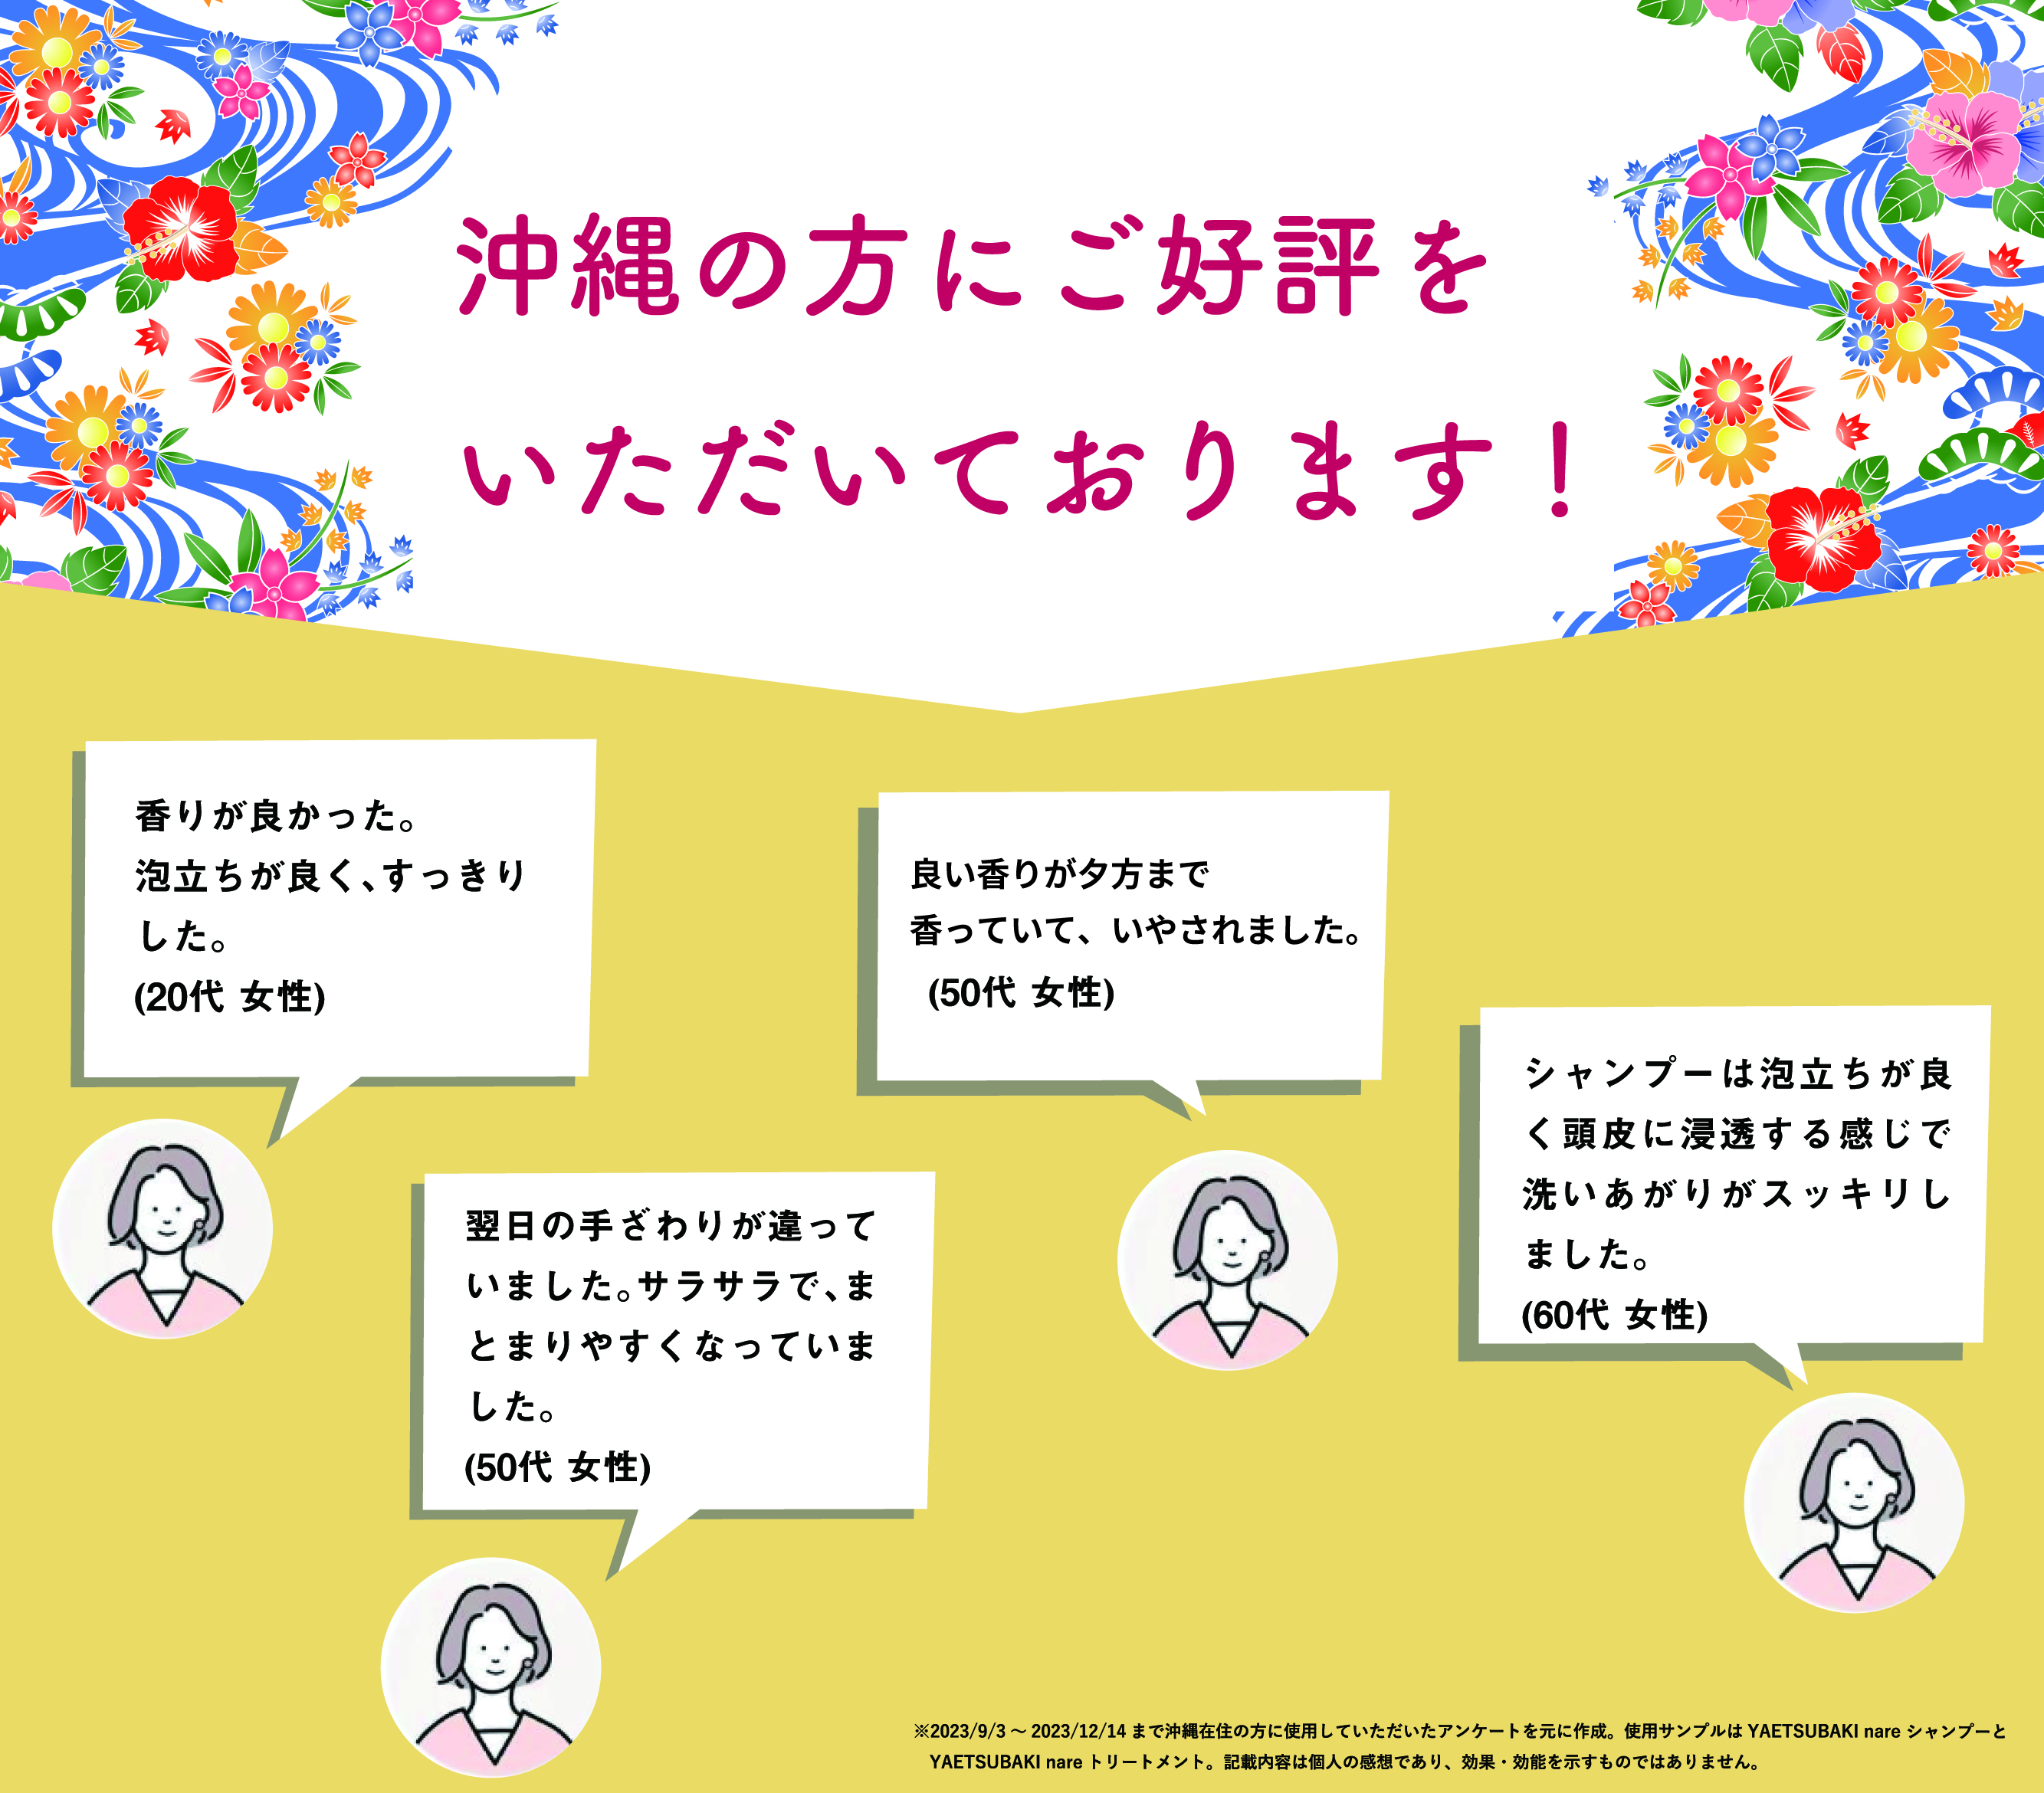 沖縄の方にご好評を
いただいております！
香りが良かった。
泡立ちが良く、すっきり
した。
(20代 女性)
良い香りが夕方まで
香っていて、いやされました。
(50代 女性)
シャンプーは泡立ちが良
く頭皮に浸透する感じで
洗いあがりがスッキリし
ました。
(60代 女性)
翌日の手ざわりが違って
いました。サラサラで、ま
とまりやすくなっていま
した。
(50代 女性)
※2023/9/3 〜 2023/12/14 まで沖縄在住の方に使用していただいたアンケートを元に作成。使用サンプルは YAETSUBAKI nare シャンプーと
YAETSUBAKI nare トリートメント。記載内容は個人の感想であり、効果・効能を示すものではありません。